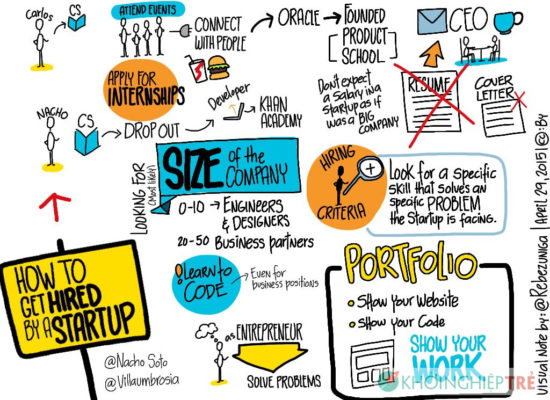 Carlos
CS
ATTEND EVENTS
CONNECT
WITH PEOPLE
ORACLE
FOUNDED
PRODUCT
SCHOOL
CEO
APPLY FOR
INTERNSHIPS
Don't expect
a Salary in a
Startup as if
was a BIG
COMPANY
RESUME
COVER
LETTER
NACHO
CS
DROP OUT
Developer
KHAN
ACADEMY
LOOKING FOR
(Most likely)
SIZE of the
COMPANY
0-10 → ENGINEERS
& DESIGNERS
20-50 Business partners
HIRING
CRITERIA
Look for a specific
skill that solves an
specific PROBLEM
the Startup is facing.
HOW TO
GET HIRED
BY A STARTUP
@Nacho Soto
@Villaumbrosia
! Learn to
CODE
Even for
business positions
as ENTREPRENEUR
SOLVE PROBLEMS
PORTFOLIO
Show Your Website
Show your Code
SHOW YOUR
WORK
KHỞI NGHIỆP TRẺ
Visual Note by: @Rebezuniga | April 29, 2015 | @:By